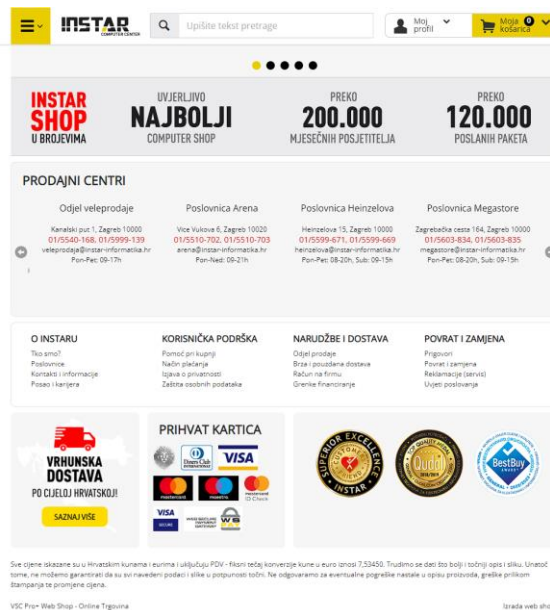 INSTAR
COMPUTER CENTER
Upišite tekst pretrage
Moj profil
Moja košarica
0
INSTAR SHOP
U BROJEVIMA
UVJERLJIVO
NAJBOLJI
COMPUTER SHOP
PREKO
200.000
MJESEČNIH POSJETITELJA
PREKO
120.000
POSLANIH PAKETA
PRODAJNI CENTRI
Odjel veleprodaje
Kanalski put 1, Zagreb 10000
01/5540-168, 01/5999-139
veleprodaja@instar-informatika.hr
Pon-Pet: 09-17h
Poslovnica Arena
Vice Vukova 6, Zagreb 10020
01/5510-702, 01/5510-703
arena@instar-informatika.hr
Pon-Ned: 09-21h
Poslovnica Heinzelova
Heinzelova 15, Zagreb 10000
01/5599-671, 01/5599-669
heinzelova@instar-informatika.hr
Pon-Pet: 08-20h, Sub: 09-15h
Poslovnica Megastore
Zagrebačka cesta 164, Zagreb 10000
01/5603-834, 01/5603-835
megastore@instar-informatika.hr
Pon-Pet: 08-20h, Sub: 09-15h
O INSTARU
Tko smo?
Poslovnice
Kontakti i informacije
Posao i karijera
KORISNIČKA PODRŠKA
Pomoć pri kupnji
Način plaćanja
Izjava o privatnosti
Zaštita osobnih podataka
NARUDŽBE I DOSTAVA
Odjel prodaje
Brza i pouzdana dostava
Račun na firmu
Grenke financiranje
POVRAT I ZAMJENA
Prigovori
Povrat i zamjena
Reklamacije (servis)
Uvjeti poslovanja
VRHUNSKA
DOSTAVA
PO CIJELOJ HRVATSKOJ!
SAZNAJ VIŠE
PRIHVAT KARTICA
Diners Club
VISA
mastercard
maestro
mastercard
ID Check
VISA
SECURE
SUPERIOR EXCELLENCE
CUSTOMERS
INSTAR
Qudal
BestBuy
Sve cijene iskazane su u Hrvatskim kunama i eurima i uključuju PDV - fiksni tečaj konverzije kune u euro iznosi 7,53450. Trudimo se dati što bolji i točniji opis i sliku. Unatoč
tome, ne možemo garantirati da su svi navedeni podaci i slike u potpunosti točni. Ne odgovaramo za eventualne pogreške nastale u opisu proizvoda, greške prilikom
štampanja te promjene cijena.
VSC Pro+ Web Shop - Online Trgovina
Izrada web sho